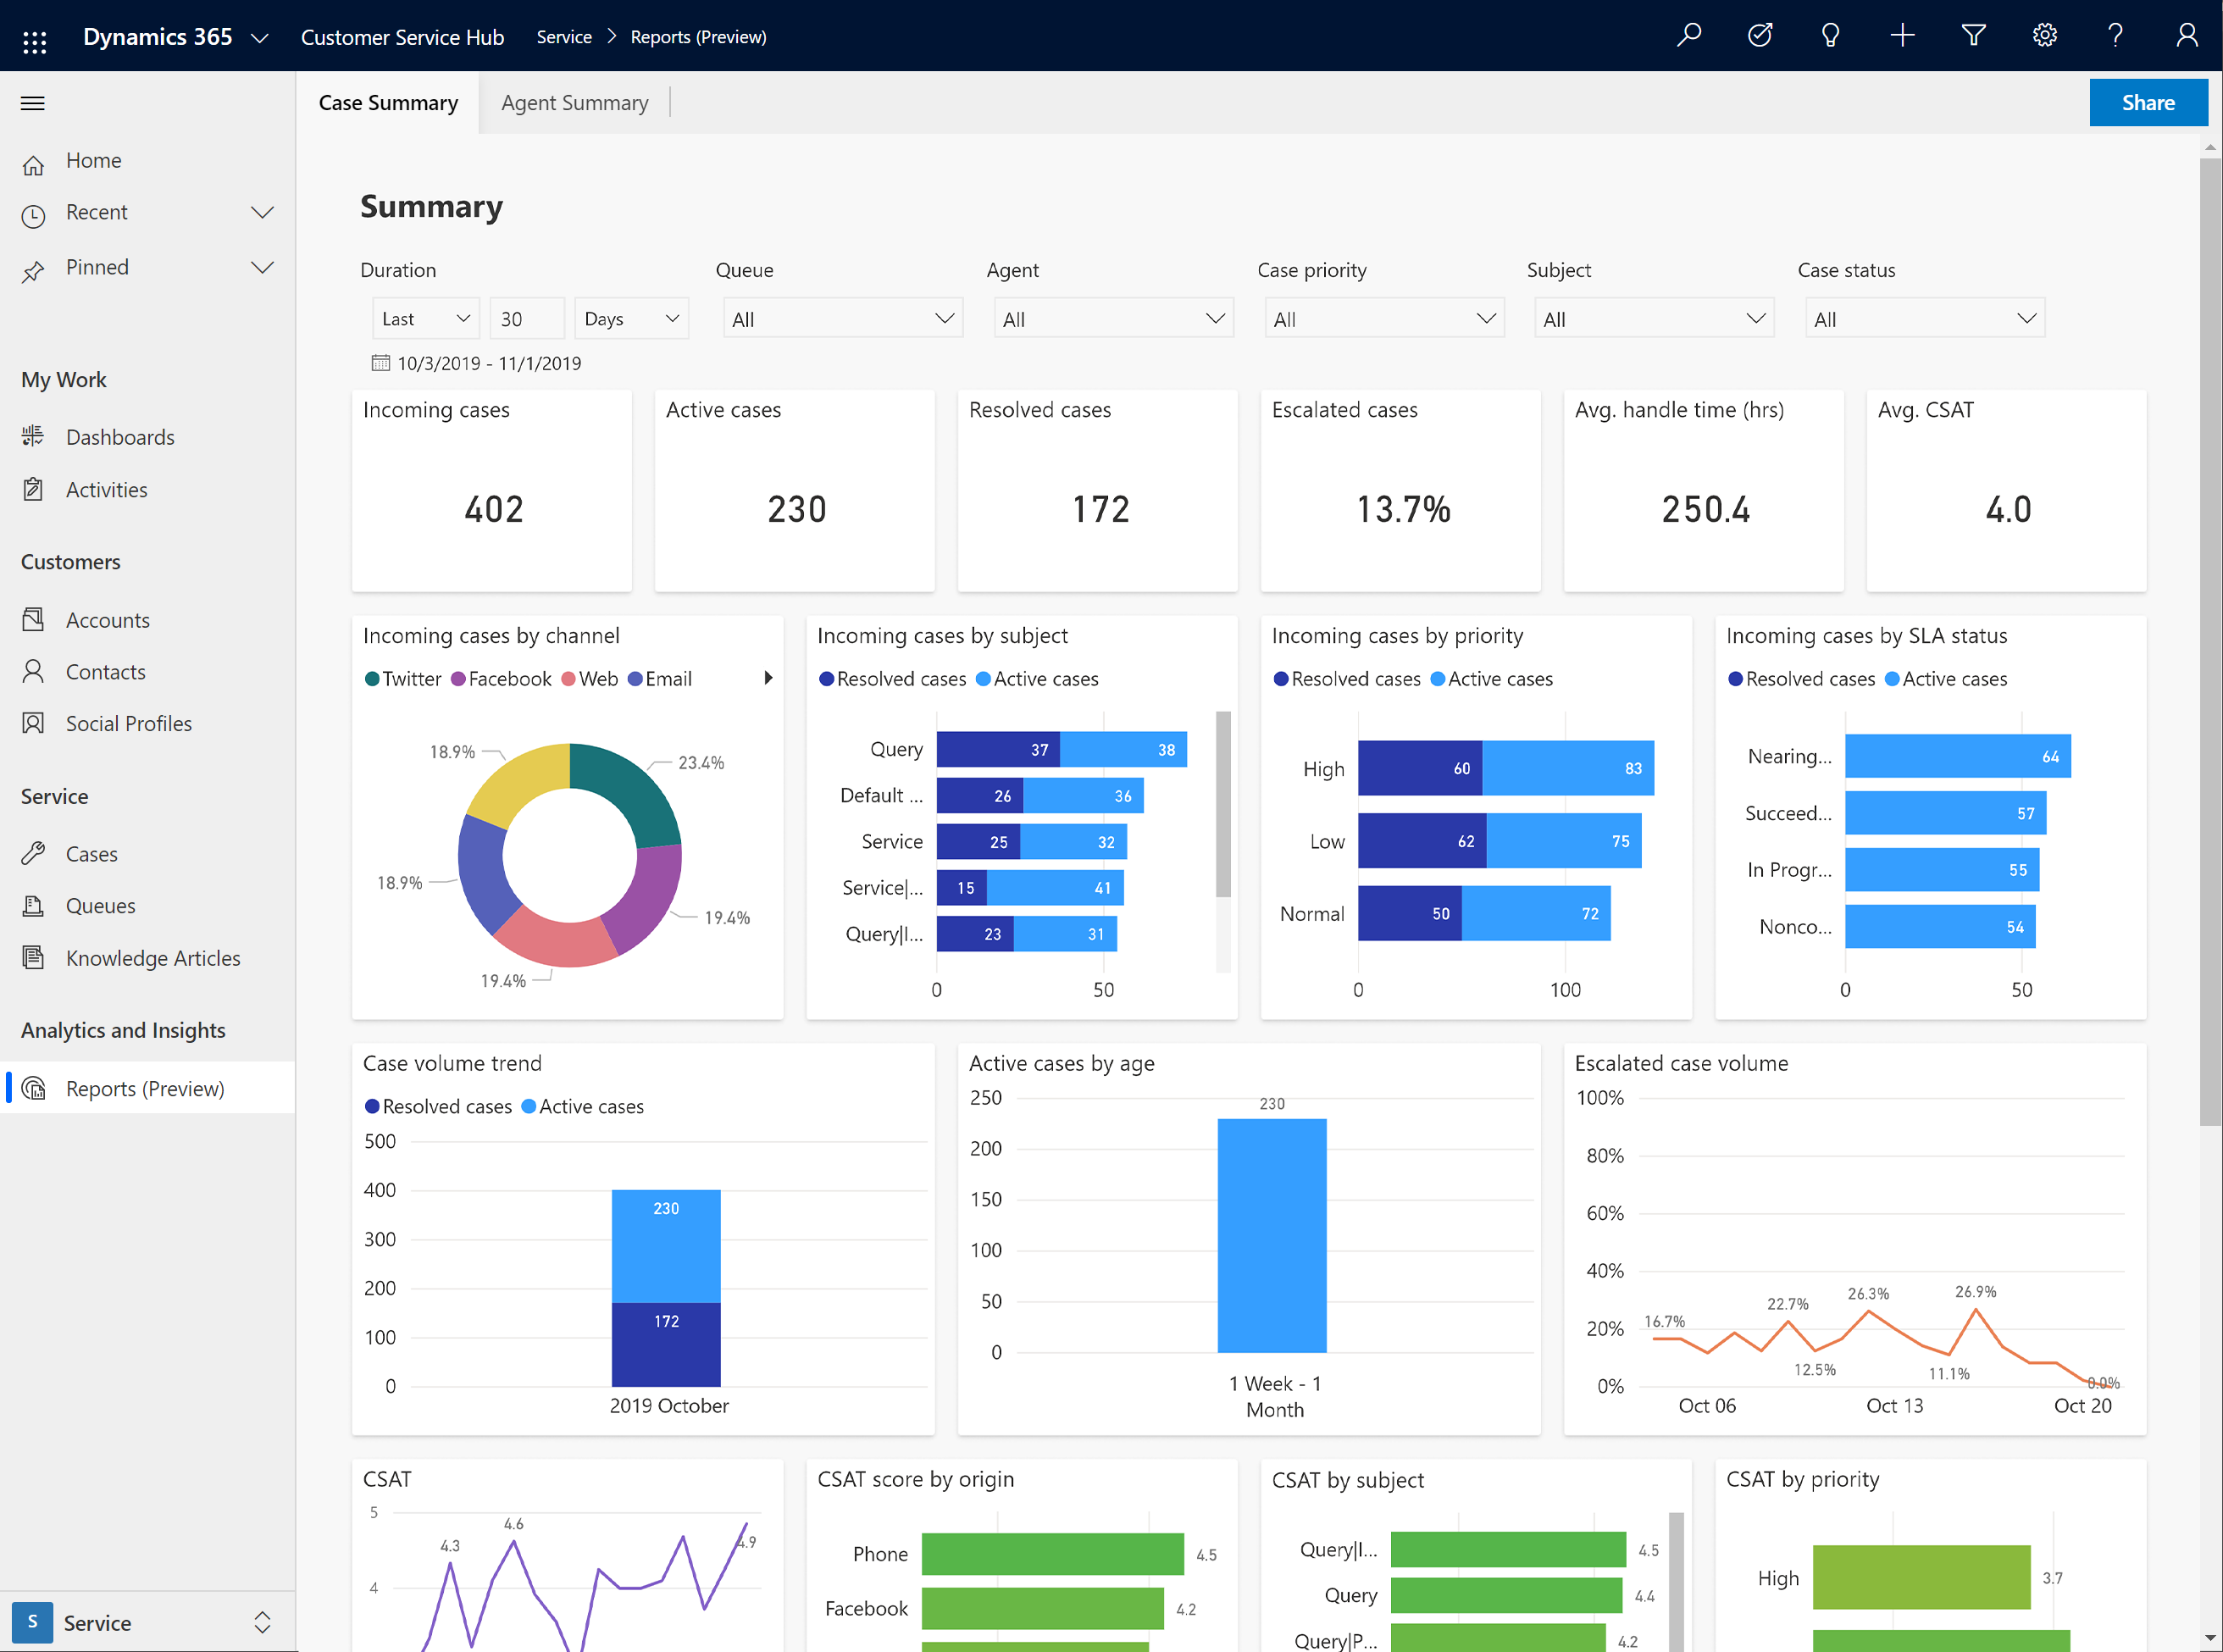 Dynamics 365 Customer Service Hub Service > Reports (Preview)
Case Summary
Agent Summary
Share
Home
Recent
Pinned
My Work
Dashboards
Activities
Customers
Accounts
Contacts
Social Profiles
Service
Cases
Queues
Knowledge Articles
Analytics and Insights
Reports (Preview)
S Service
Summary
Duration Queue Agent Case priority Subject Case status
Last 30 Days All All All All All
10/3/2019 - 11/1/2019
Incoming cases
402
Active cases
230
Resolved cases
172
Escalated cases
13.7%
Avg. handle time (hrs)
250.4
Avg. CSAT
4.0
Incoming cases by channel
Twitter Facebook Web Email
18.9%
23.4%
18.9%
19.4%
19.4%
Incoming cases by subject
Resolved cases Active cases
Query 37 38
Default ... 26 36
Service 25 32
Service|... 15 41
Query|I... 23 31
0 50
Incoming cases by priority
Resolved cases Active cases
High 60 83
Low 62 75
Normal 50 72
0 100
Incoming cases by SLA status
Resolved cases Active cases
Nearing... 64
Succeed... 57
In Progr... 55
Nonco... 54
0 50
Case volume trend
Resolved cases Active cases
500
400
300
200
100
0
230
172
2019 October
Active cases by age
250
200
150
100
50
0
230
1 Week - 1
Month
Escalated case volume
100%
80%
60%
40%
20%
0%
16.7%
22.7%
12.5%
26.3%
11.1%
26.9%
0.0%
Oct 06 Oct 13 Oct 20
CSAT
5
4
4.3
4.6
4.9
CSAT score by origin
Phone 4.5
Facebook 4.2
CSAT by subject
Query|I... 4.5
Query 4.4
Query|P... 4.2
CSAT by priority
High 3.7